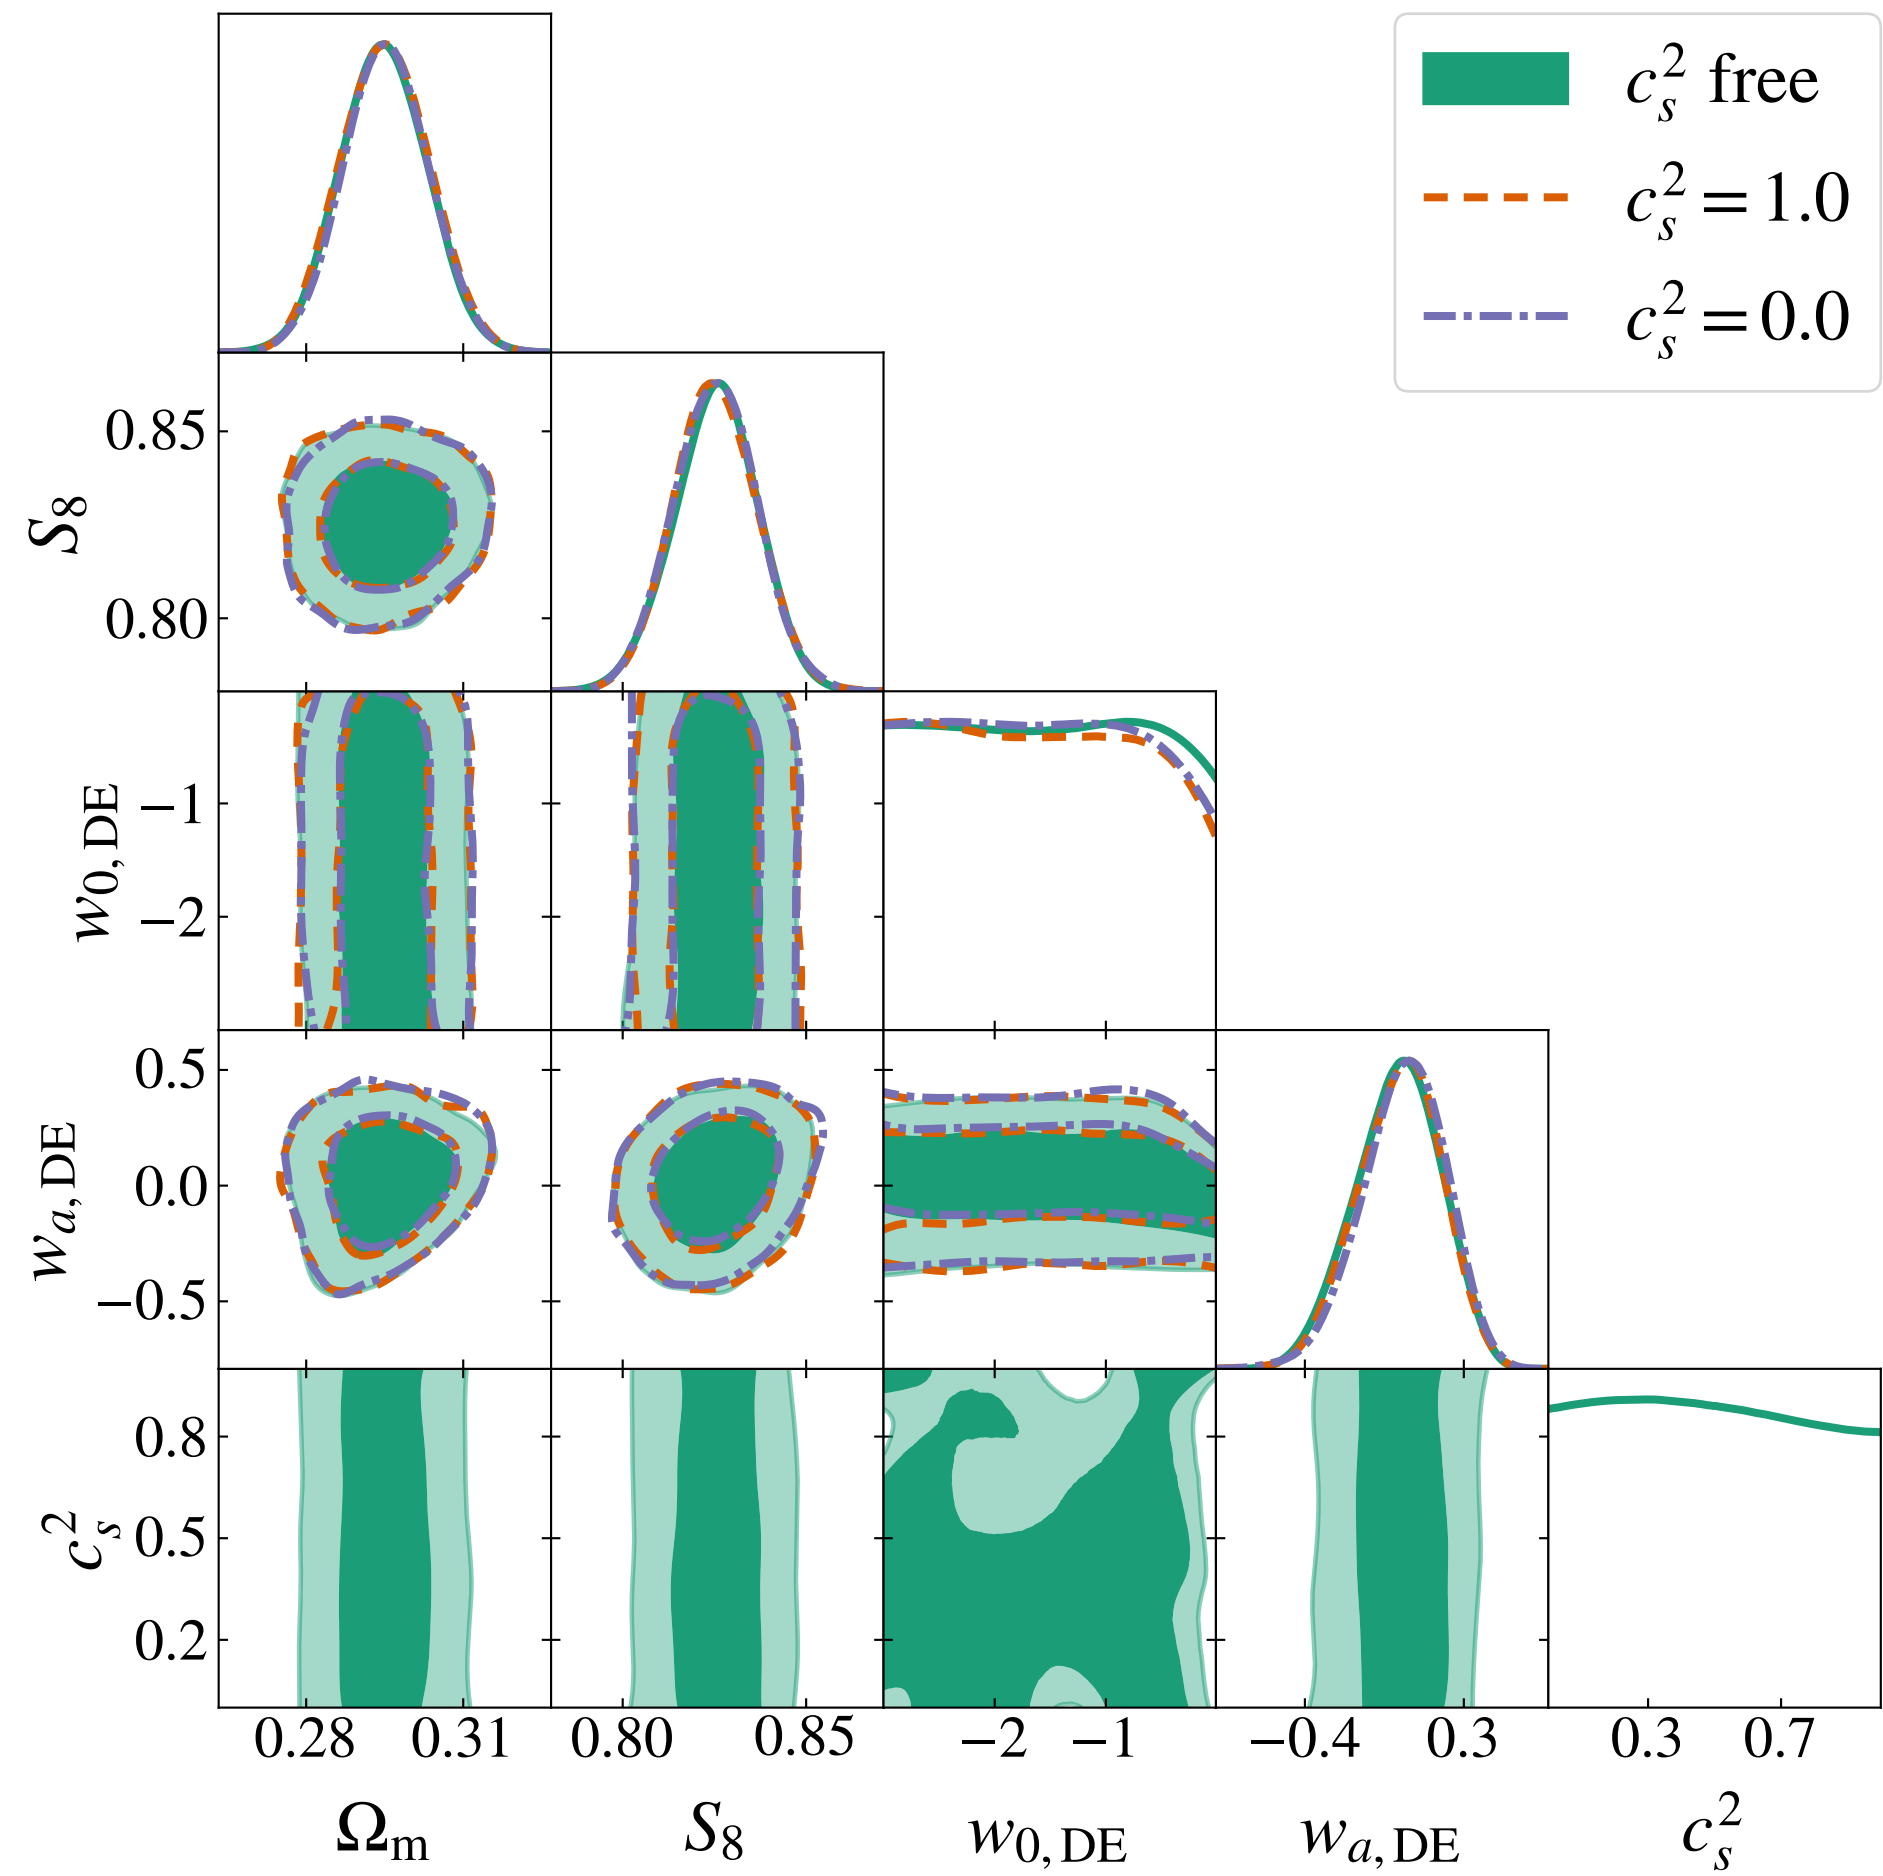 c_s^2 free
c_s^2 = 1.0
c_s^2 = 0.0
0.85
S_8
0.80
−1
w_{0,DE}
−2
0.5
w_{a,DE}
0.0
−0.5
0.8
c_s^2
0.5
0.2
0.28 0.31 0.80 0.85 −2 −1 −0.4 0.3 0.3 0.7
Ω_m S_8 w_{0,DE} w_{a,DE} c_s^2